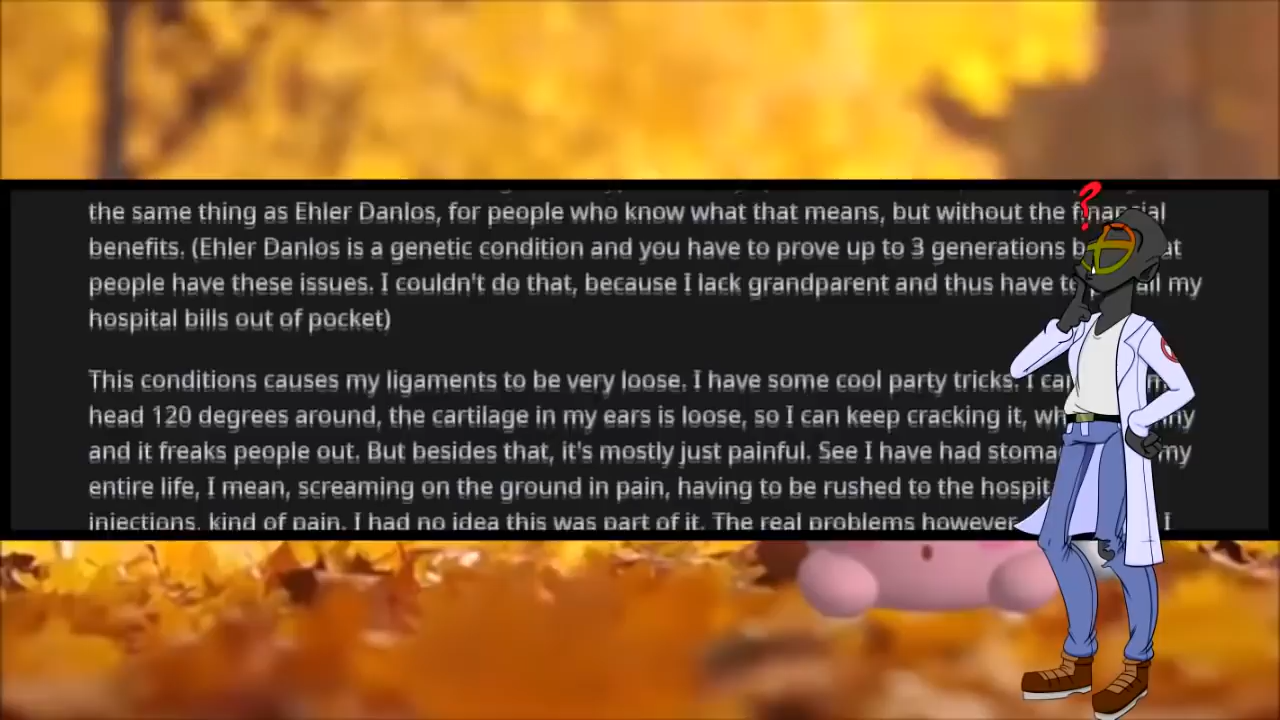 the same thing as Ehler Danlos, for people who know what that means, but without the financial
benefits. (Ehler Danlos is a genetic condition and you have to prove up to 3 generations
people have these issues. I couldn't do that, because I lack grandparent and thus have to all my
hospital bills out of pocket)
This conditions causes my ligaments to be very loose. I have some cool party tricks. I
head 120 degrees around, the cartilage in my ears is loose, so I can keep cracking it,
and it freaks people out. But besides that, it's mostly just painful. See I have had my
entire life, I mean, screaming on the ground in pain, having to be rushed to the
injections, kind of pain. I had no idea this was part of it. The real problems however I
?